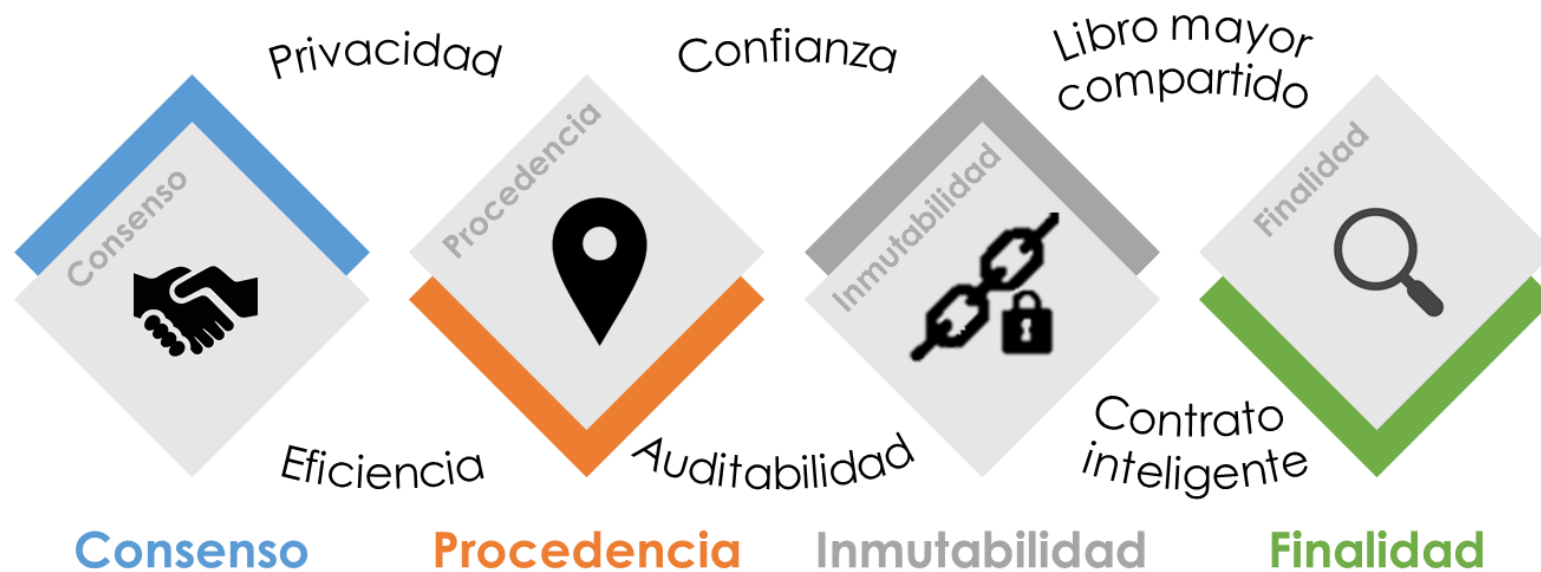 Privacidad
Confianza
Libro mayor
compartido
Consenso
Procedencia
Inmutabilidad
Finalidad
Eficiencia
Auditabilidad
Contrato
inteligente
Consenso
Procedencia
Inmutabilidad
Finalidad